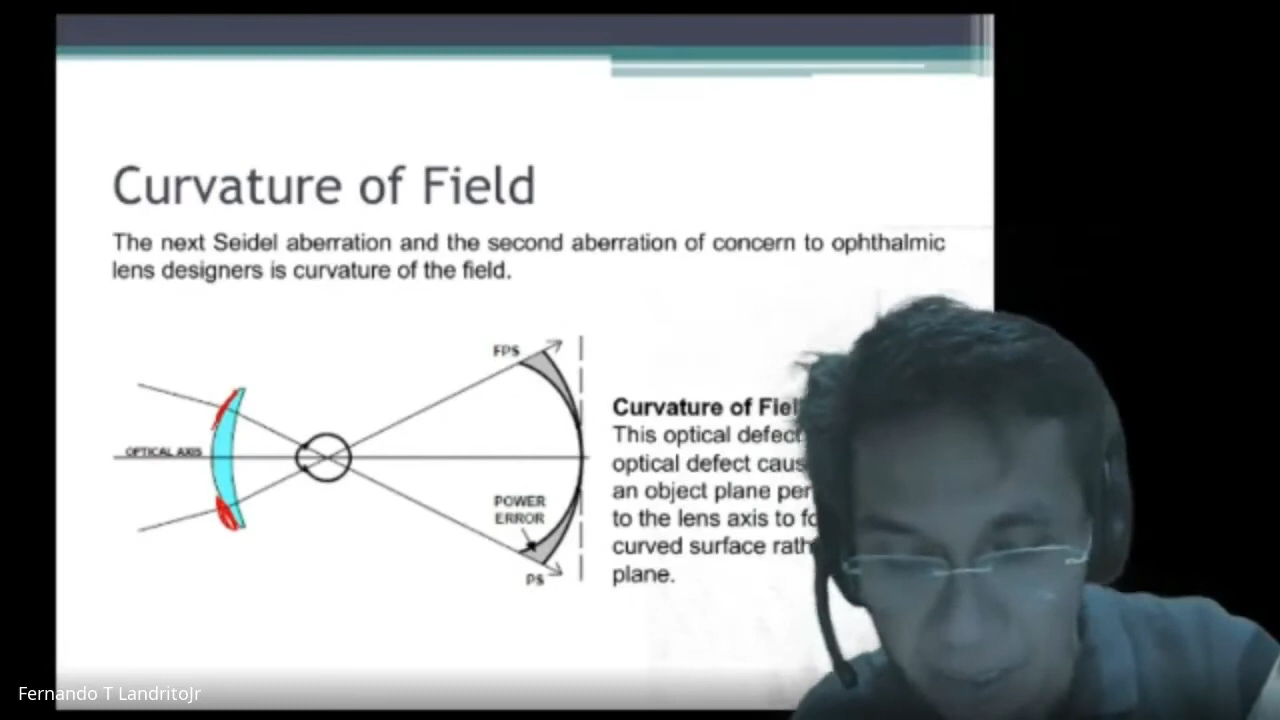 Curvature of Field
The next Seidel aberration and the second aberration of concern to ophthalmic
lens designers is curvature of the field.
FPS
OPTICAL AXIS
POWER
ERROR
PS
Curvature of
This optical defect
optical defect
an object plane
to the lens axis to
curved surface
plane.
Fernando T LandritoJr